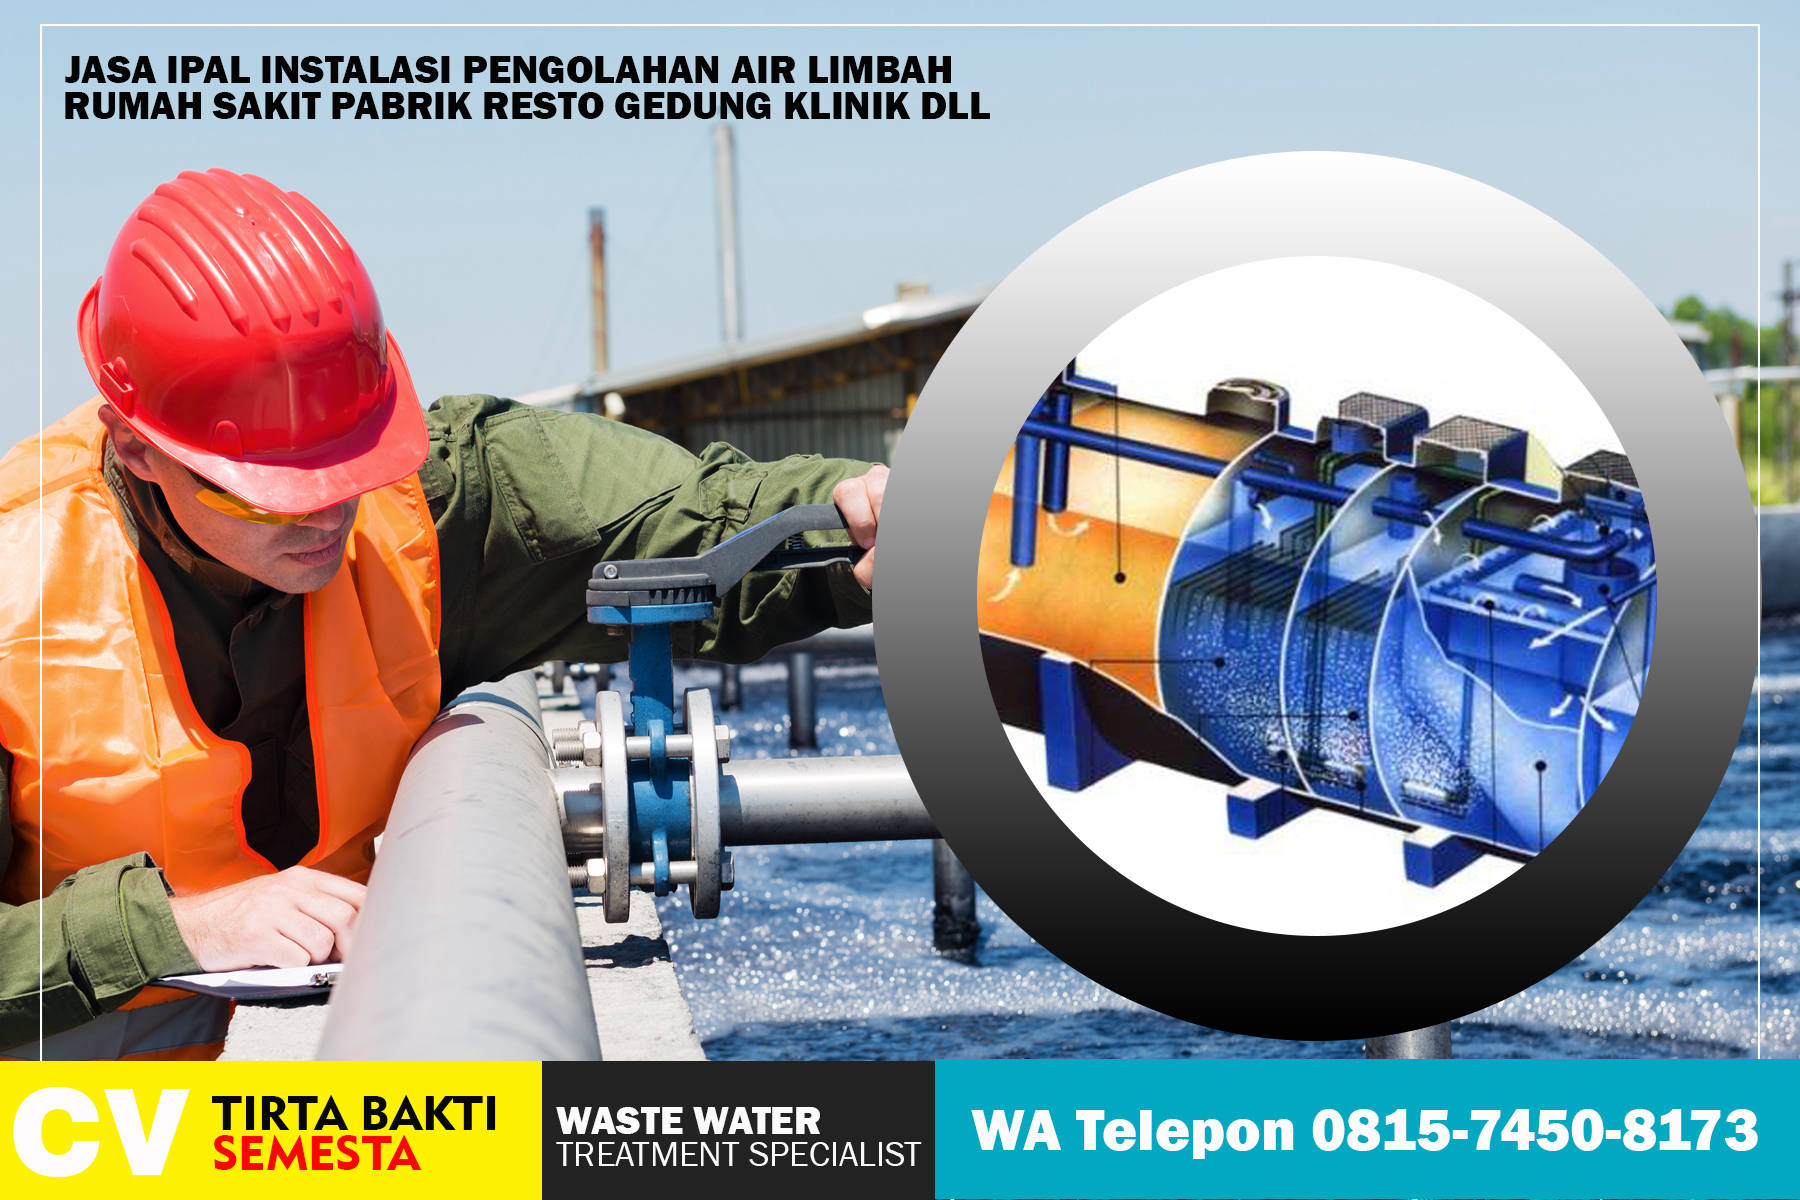 JASA IPAL INSTALASI PENGOLAHAN AIR LIMBAH
RUMAH SAKIT PABRIK RESTO GEDUNG KLINIK DLL
CV
TIRTA BAKTI
SEMESTA
WASTE WATER
TREATMENT SPECIALIST
WA Telepon 0815-7450-8173